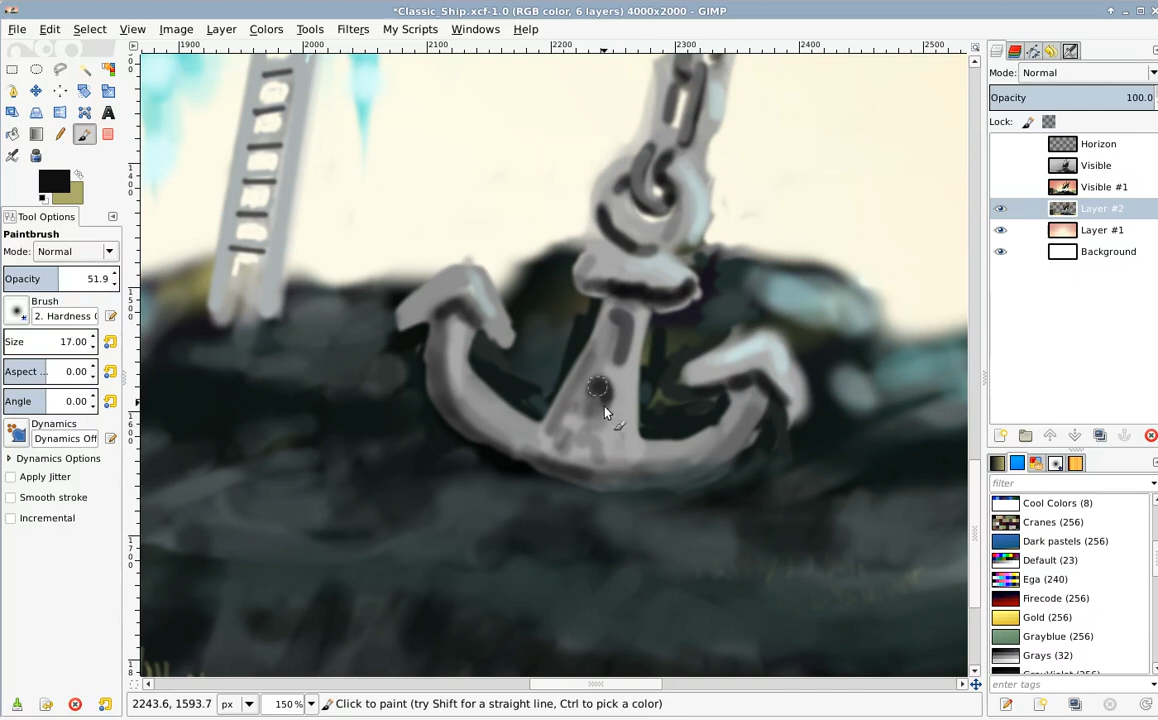 *Classic_Ship.xcf-1.0 (RGB color, 6 layers) 4000x2000 – GIMP
File Edit Select View Image Layer Colors Tools Filters My Scripts Windows Help
1900 2000 2100 2200 2300 2400 2500
Mode: Normal
Opacity 100.0
Lock:
Horizon
Visible
Visible #1
Layer #2
Layer #1
Background
Tool Options
Paintbrush
Mode: Normal
Opacity 51.9
Brush
2. Hardness
Size 17.00
Aspect ... 0.00
Angle 0.00
Dynamics
Dynamics Off
Dynamics Options
Apply Jitter
Smooth stroke
Incremental
filter
Cool Colors (8)
Cranes (256)
Dark pastels (256)
Default (23)
Ega (240)
Firecode (256)
Gold (256)
Grayblue (256)
Grays (32)
enter tags
2243.6, 1593.7 px 150 % Click to paint (try Shift for a straight line, Ctrl to pick a color)